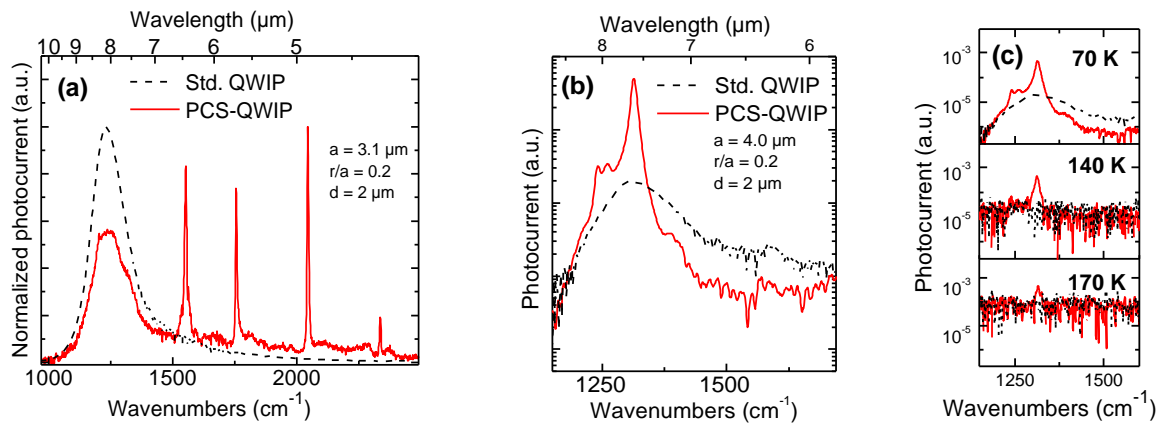 Wavelength (µm)
10 9 8 7 6 5
(a)
Std. QWIP
PCS-QWIP
a = 3.1 µm
r/a = 0.2
d = 2 µm
Normalized photocurrent (a.u.)
1000 1500 2000
Wavenumbers (cm⁻¹)
Wavelength (µm)
8 7 6
(b)
Std. QWIP
PCS-QWIP
a = 4.0 µm
r/a = 0.2
d = 2 µm
Photocurrent (a.u.)
1250 1500
Wavenumbers (cm⁻¹)
(c)
70 K
10⁻³
10⁻⁵
140 K
10⁻³
10⁻⁵
170 K
10⁻³
10⁻⁵
Photocurrent (a.u.)
1250 1500
Wavenumbers (cm⁻¹)